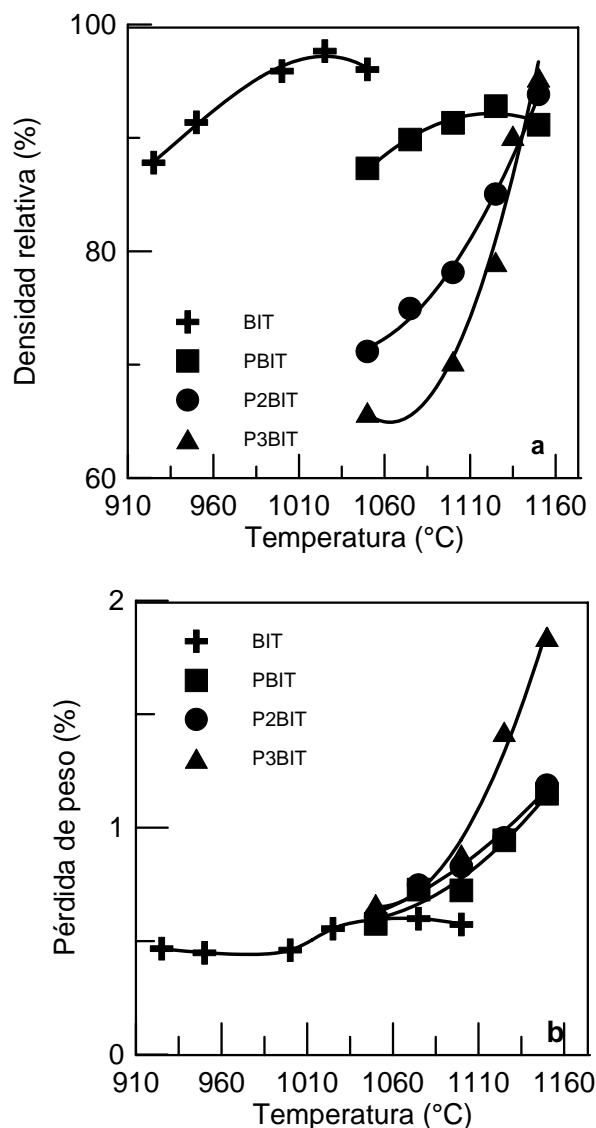 100
80
60
Densidad relativa (%)
BIT
PBIT
P2BIT
P3BIT
a
910 960 1010 1060 1110 1160
Temperatura (°C)
2
1
0
Pérdida de peso (%)
BIT
PBIT
P2BIT
P3BIT
b
910 960 1010 1060 1110 1160
Temperatura (°C)